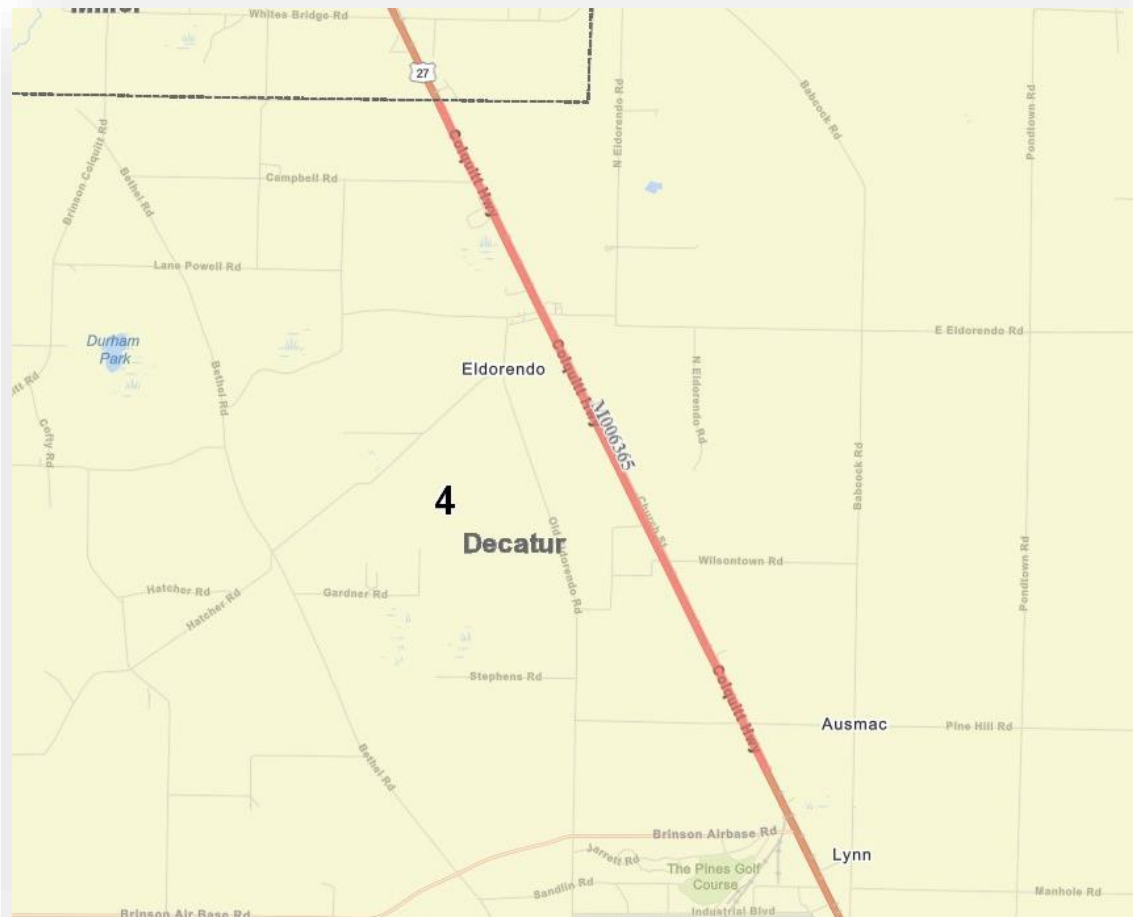 Miller
Whites Bridge Rd
27
Colquitt Hwy
N Eldorendo Rd
Babcock Rd
Pondtown Rd
Brinson Colquitt Rd
Bethel Rd
Campbell Rd
Lane Powell Rd
Durham
Park
E Eldorendo Rd
Eldorendo
Colquitt Hwy
M006365
N Eldorendo Rd
Bethel Rd
itt Rd
Cofty Rd
Babcock Rd
4
Decatur
Church St
Old Eldorendo Rd
Wilsontown Rd
Pondtown Rd
Hatcher Rd
Hatcher Rd
Gardner Rd
Stephens Rd
Colquitt Hwy
Ausmac
Pine Hill Rd
Bethel Rd
Brinson Airbase Rd
Jarrett Rd
Lynn
The Pines Golf
Course
Sandlin Rd
Manhole Rd
Brinson Air Base Rd
Industrial Blvd